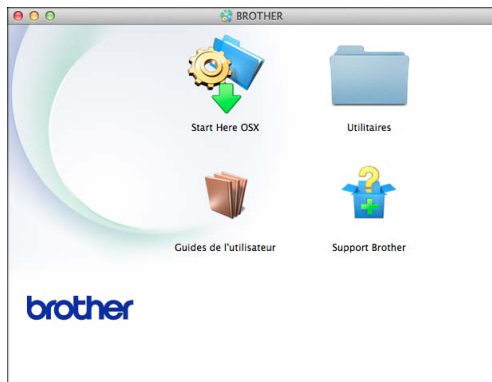 BROTHER
Start Here OSX
Utilitaires
Guides de l'utilisateur
Support Brother
brother